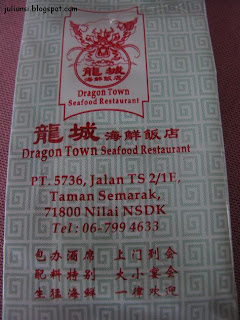 juliansi.blogspot.com
龍城
海鮮飯店
Dragon Town
Seafood Restaurant
龍城 海鮮飯店
Dragon Town Seafood Restaurant
PT. 5736, Jalan TS 2/1E,
Taman Semarak,
71800 Nilai NSDK
Tel: 06-799 4633
包办酒席 上门到会
配料特别 大小宴会
生猛海鲜 一律欢迎